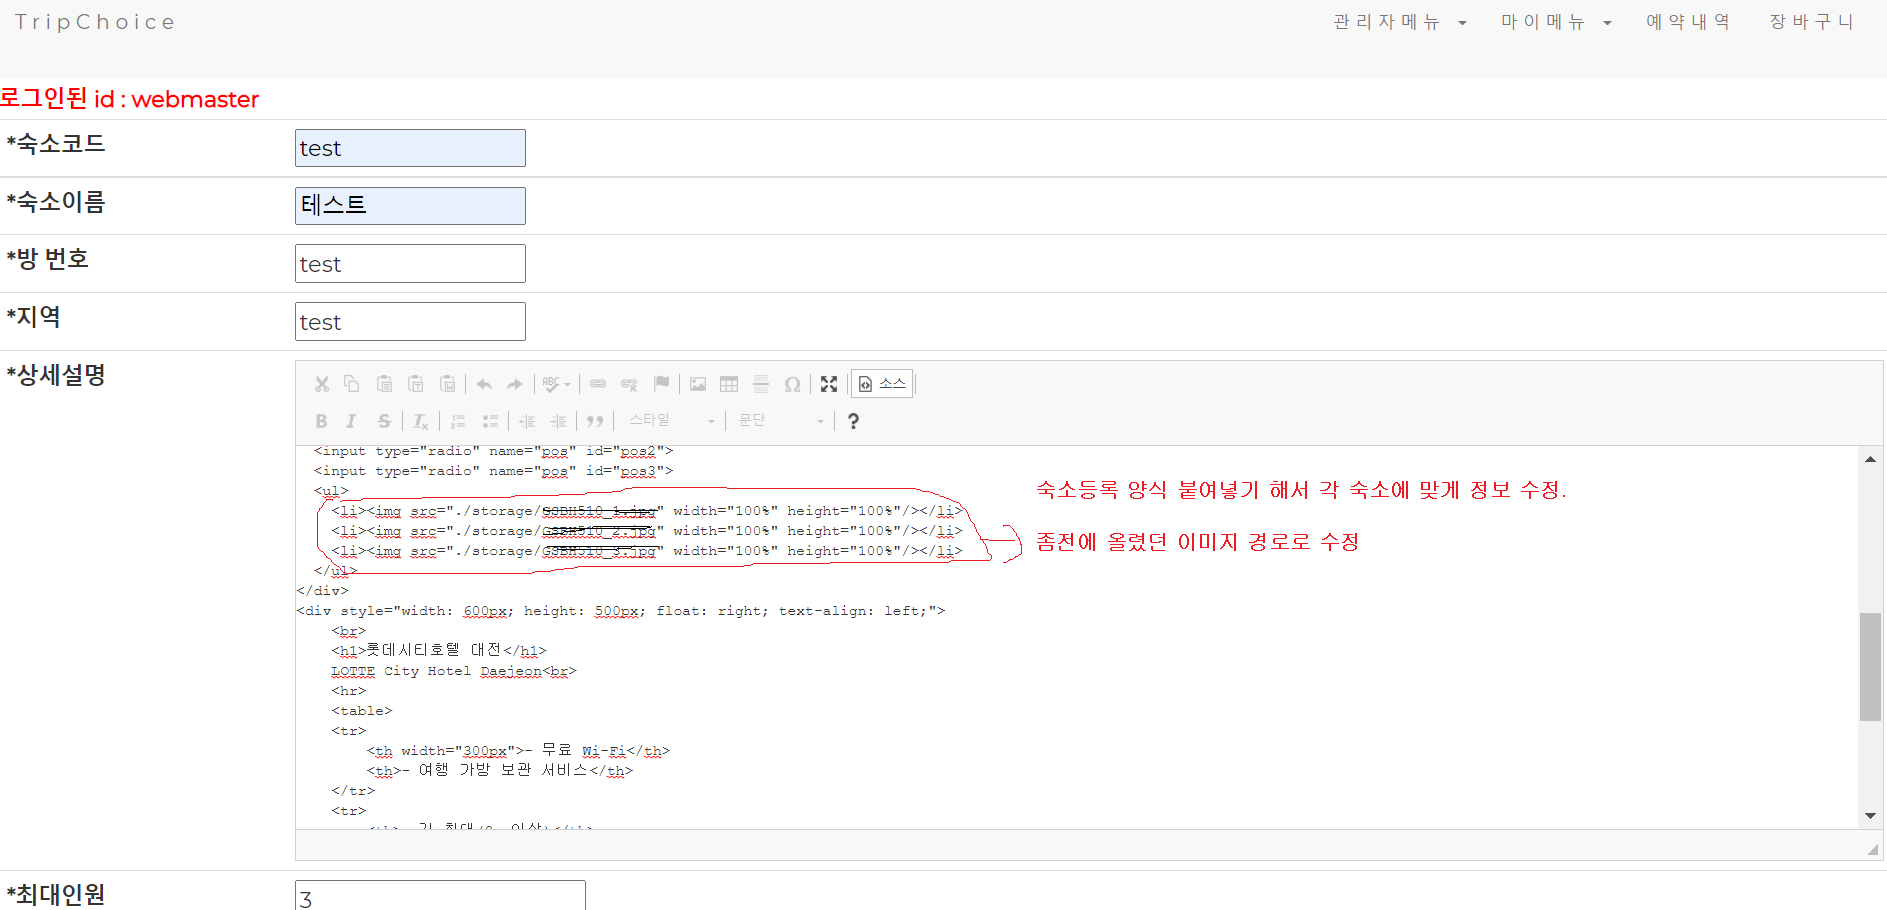 TripChoice 관리자메뉴 마이메뉴 예약내역 장바구니
로그인된 id : webmaster
*숙소코드 test
*숙소이름 테스트
*방 번호 test
*지역 test
*상세설명
소스
스타일 문단
<input type="radio" name="pos" id="pos2">
<input type="radio" name="pos" id="pos3">
<ul>
숙소등록 양식 붙여넣기 해서 각 숙소에 맞게 정보 수정.
<li><img src="./storage/GSBH510_1.jpg" width="100%" height="100%"/></li>
<li><img src="./storage/GSBH510_2.jpg" width="100%" height="100%"/></li>
<li><img src="./storage/GSBH510_3.jpg" width="100%" height="100%"/></li>
좀전에 올렸던 이미지 경로로 수정
</ul>
</div>
<div style="width: 600px; height: 500px; float: right; text-align: left;">
<br>
<h1>롯데시티호텔 대전</h1>
LOTTE City Hotel Daejeon<br>
<hr>
<table>
<tr>
<th width="300px">- 무료 Wi-Fi</th>
<th>- 여행 가방 보관 서비스</th>
</tr>
<tr>
*최대인원 3